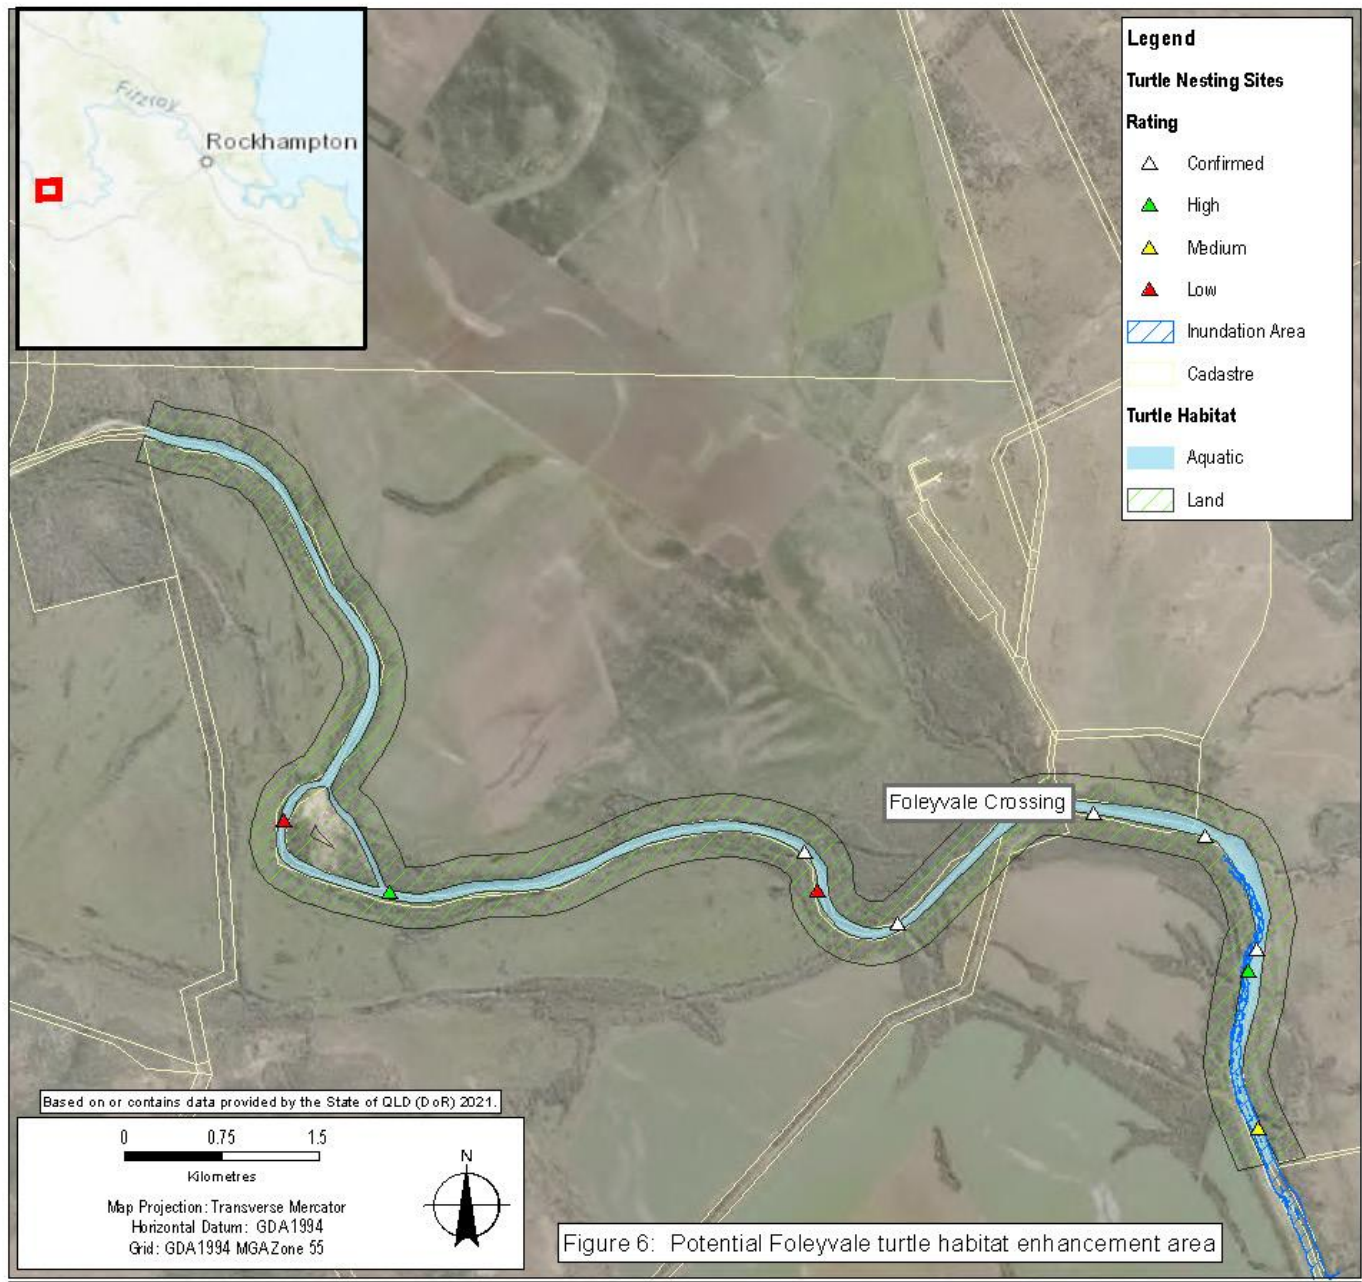 Fitzroy
Rockhampton
Legend
Turtle Nesting Sites
Rating
Confirmed
High
Medium
Low
Inundation Area
Cadastre
Turtle Habitat
Aquatic
Land
Foleyvale Crossing
Based on or contains data provided by the State of QLD (DoR) 2021.
0 0.75 1.5
Kilometres
Map Projection: Transverse Mercator
Horizontal Datum: GDA1994
Grid: GDA1994 MGA Zone 55
N
Figure 6: Potential Foleyvale turtle habitat enhancement area